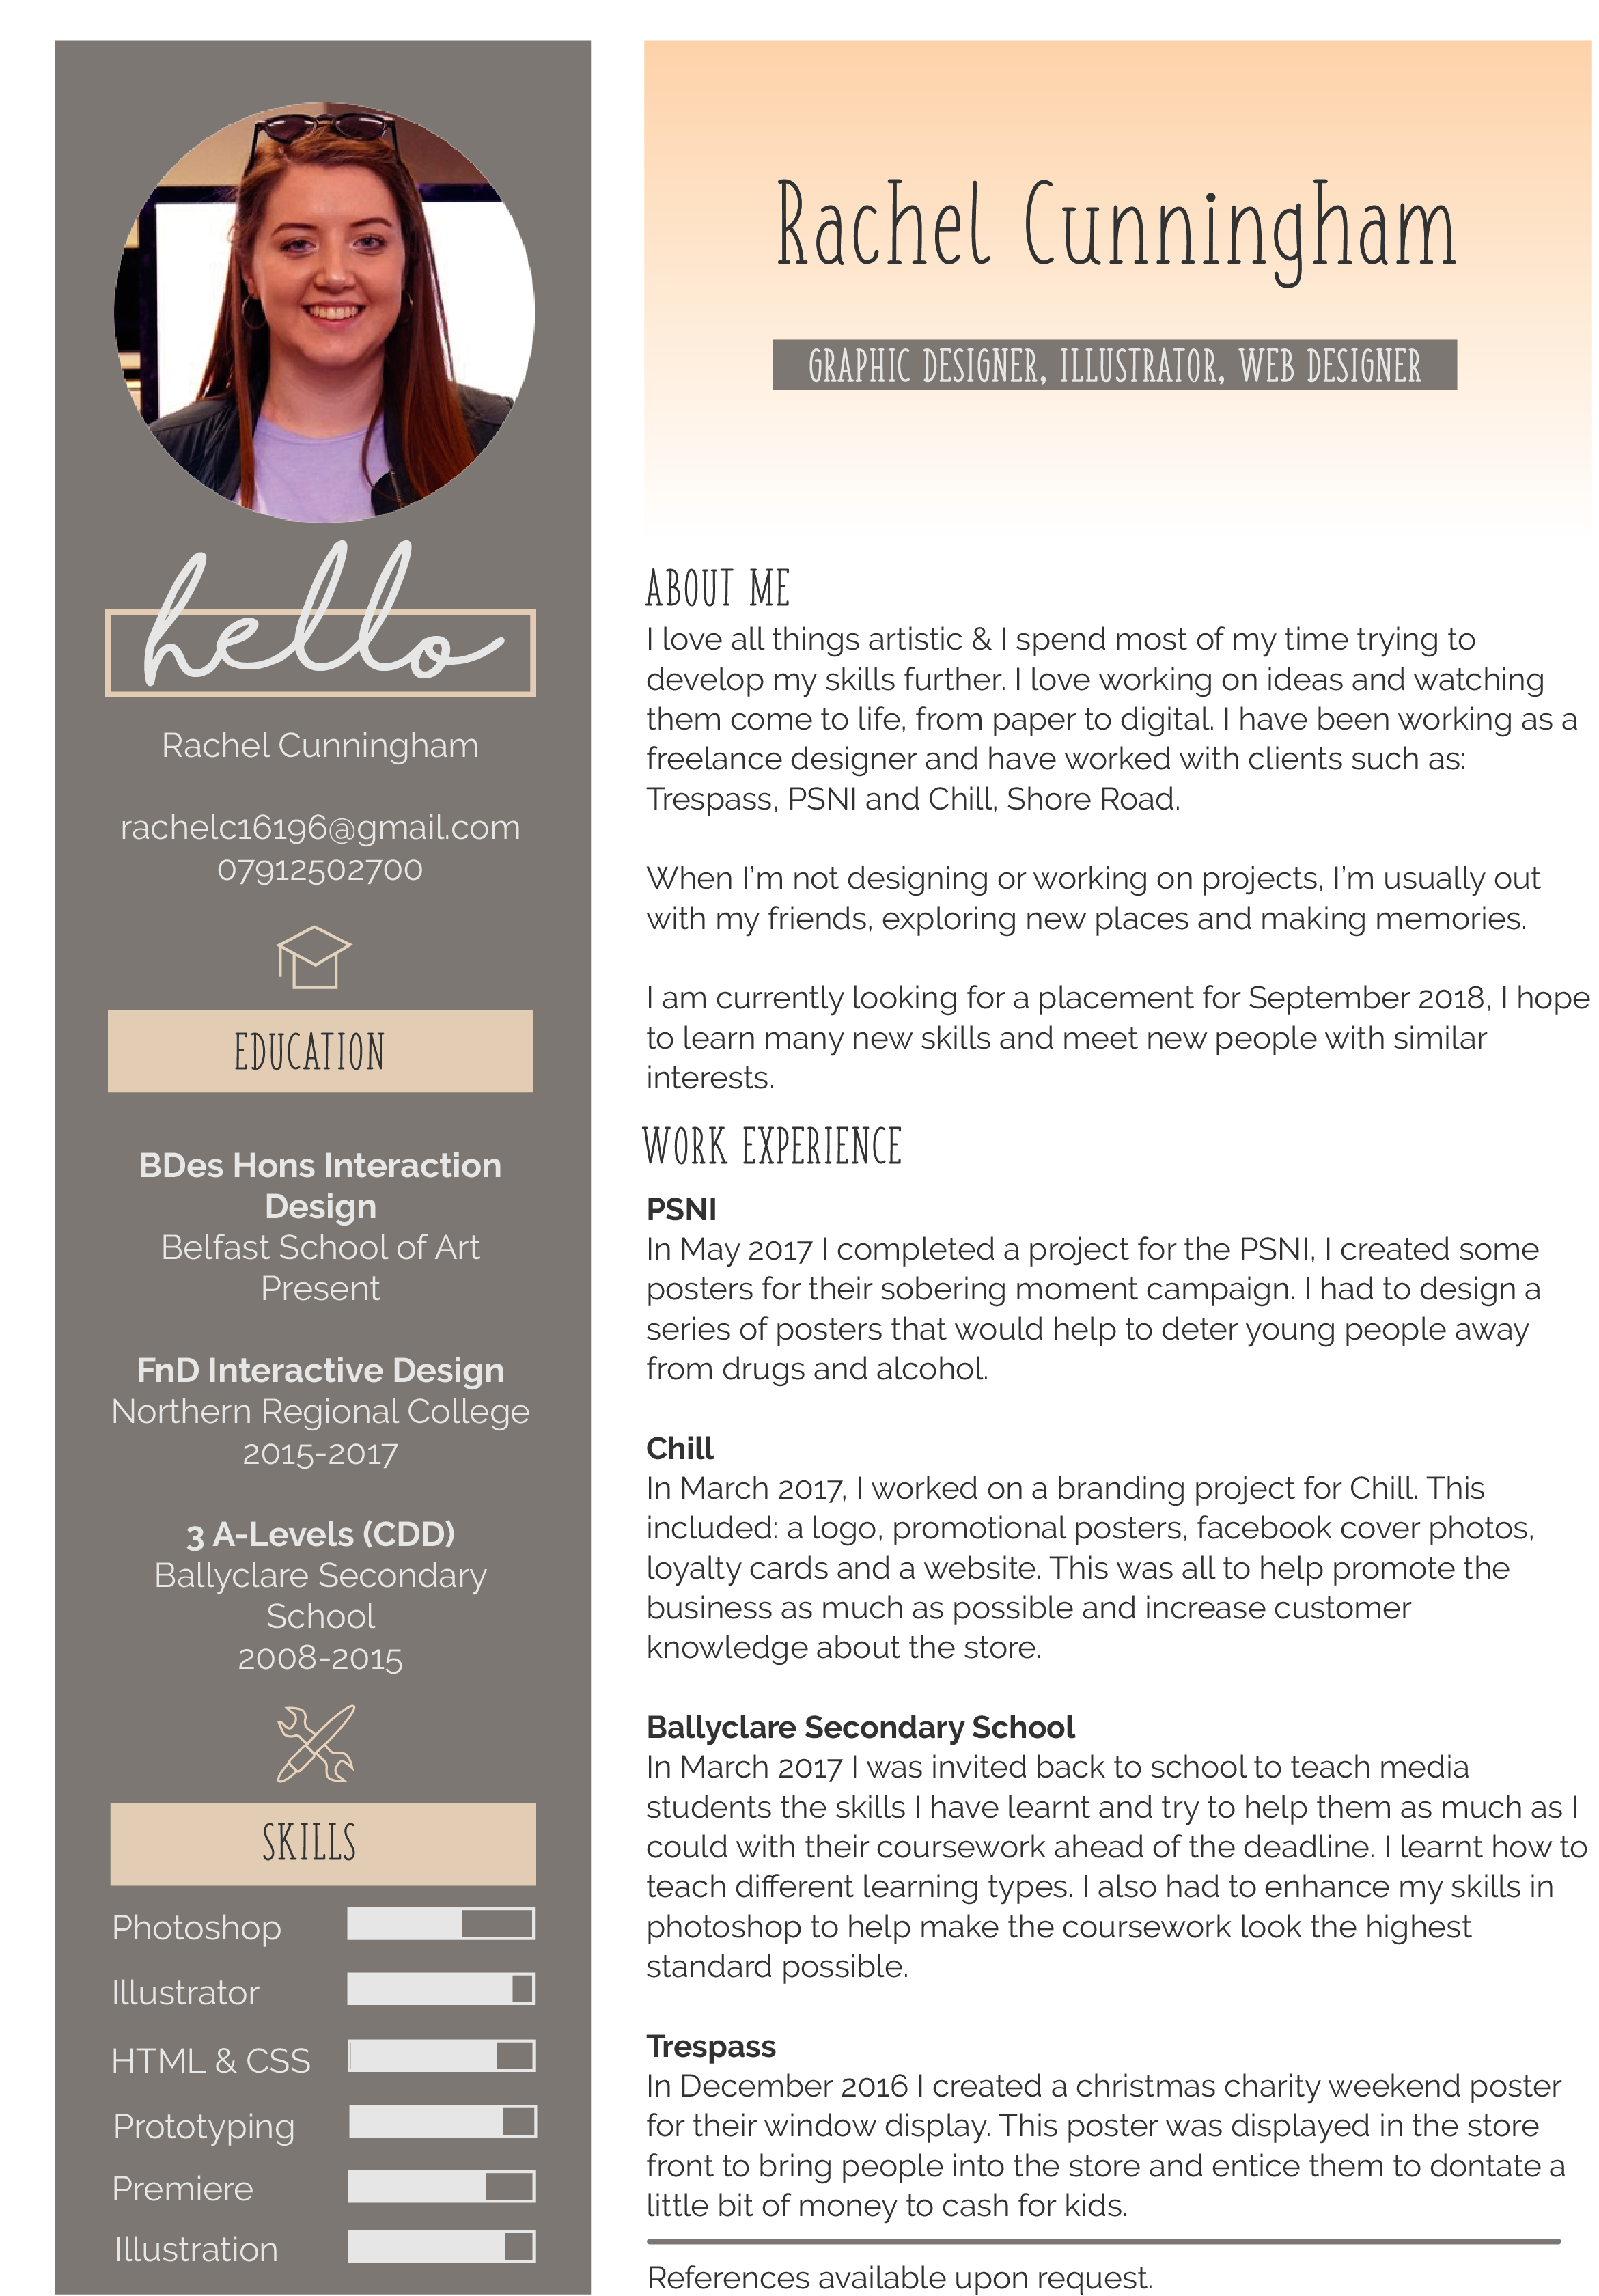 hello
Rachel Cunningham
rachelc16196@gmail.com
07912502700
EDUCATION
BDes Hons Interaction
Design
Belfast School of Art
Present
FnD Interactive Design
Northern Regional College
2015-2017
3 A-Levels (CDD)
Ballyclare Secondary
School
2008-2015
SKILLS
Photoshop
Illustrator
HTML & CSS
Prototyping
Premiere
Illustration
Rachel Cunningham
GRAPHIC DESIGNER, ILLUSTRATOR, WEB DESIGNER
ABOUT ME
I love all things artistic & I spend most of my time trying to
develop my skills further. I love working on ideas and watching
them come to life, from paper to digital. I have been working as a
freelance designer and have worked with clients such as:
Trespass, PSNI and Chill, Shore Road.
When I'm not designing or working on projects, I'm usually out
with my friends, exploring new places and making memories.
I am currently looking for a placement for September 2018, I hope
to learn many new skills and meet new people with similar
interests.
WORK EXPERIENCE
PSNI
In May 2017 I completed a project for the PSNI, I created some
posters for their sobering moment campaign. I had to design a
series of posters that would help to deter young people away
from drugs and alcohol.
Chill
In March 2017, I worked on a branding project for Chill. This
included: a logo, promotional posters, facebook cover photos,
loyalty cards and a website. This was all to help promote the
business as much as possible and increase customer
knowledge about the store.
Ballyclare Secondary School
In March 2017 I was invited back to school to teach media
students the skills I have learnt and try to help them as much as I
could with their coursework ahead of the deadline. I learnt how to
teach different learning types. I also had to enhance my skills in
photoshop to help make the coursework look the highest
standard possible.
Trespass
In December 2016 I created a christmas charity weekend poster
for their window display. This poster was displayed in the store
front to bring people into the store and entice them to dontate a
little bit of money to cash for kids.
References available upon request.